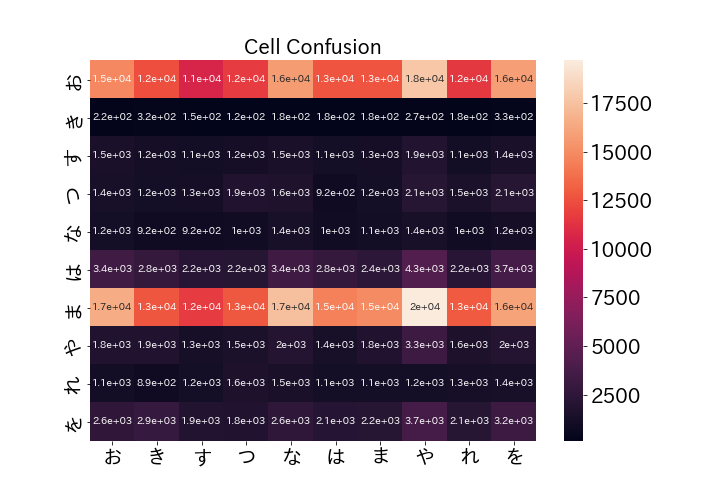 Cell Confusion
お 1.5e+04 1.2e+04 1.1e+04 1.2e+04 1.6e+04 1.3e+04 1.3e+04 1.8e+04 1.2e+04 1.6e+04
き 2.2e+02 3.2e+02 1.5e+02 1.2e+02 1.8e+02 1.8e+02 1.8e+02 2.7e+02 1.8e+02 3.3e+02
す 1.5e+03 1.2e+03 1.1e+03 1.2e+03 1.5e+03 1.1e+03 1.3e+03 1.9e+03 1.1e+03 1.4e+03
つ 1.4e+03 1.2e+03 1.3e+03 1.9e+03 1.6e+03 9.2e+02 1.2e+03 2.1e+03 1.5e+03 2.1e+03
な 1.2e+03 9.2e+02 9.2e+02 1e+03 1.4e+03 1e+03 1.1e+03 1.4e+03 1e+03 1.2e+03
は 3.4e+03 2.8e+03 2.2e+03 2.2e+03 3.4e+03 2.8e+03 2.4e+03 4.3e+03 2.2e+03 3.7e+03
ま 1.7e+04 1.3e+04 1.2e+04 1.3e+04 1.7e+04 1.5e+04 1.5e+04 2e+04 1.3e+04 1.6e+04
や 1.8e+03 1.9e+03 1.3e+03 1.5e+03 2e+03 1.4e+03 1.8e+03 3.3e+03 1.6e+03 2e+03
れ 1.1e+03 8.9e+02 1.2e+03 1.6e+03 1.5e+03 1.1e+03 1.1e+03 1.2e+03 1.3e+03 1.4e+03
を 2.6e+03 2.9e+03 1.9e+03 1.8e+03 2.6e+03 2.1e+03 2.2e+03 3.7e+03 2.1e+03 3.2e+03
お き す つ な は ま や れ を
17500
15000
12500
10000
7500
5000
2500